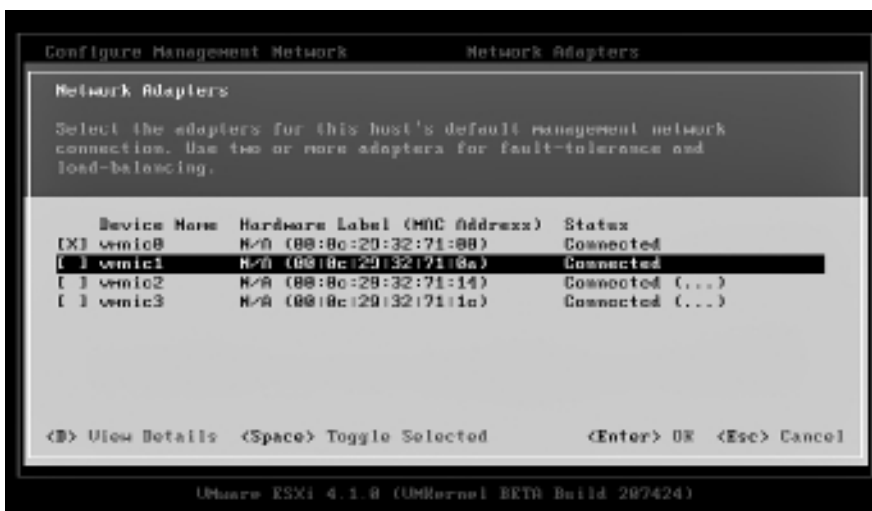 Configure Management Network Network Adapters
Network Adapters
Select the adapters for this host's default management network
connection. Use two or more adapters for fault-tolerance and
load-balancing.
Device Name Hardware Label (MAC Address) Status
[X] vmnic0 N/A (00:0c:29:32:71:00) Connected
[ ] vmnic1 N/A (00:0c:29:32:71:0a) Connected
[ ] vmnic2 N/A (00:0c:29:32:71:14) Connected (...)
[ ] vmnic3 N/A (00:0c:29:32:71:1e) Connected (...)
<D> View Details <Space> Toggle Selected <Enter> OK <Esc> Cancel
VMware ESXi 4.1.0 (VMKernel BETA Build 207424)